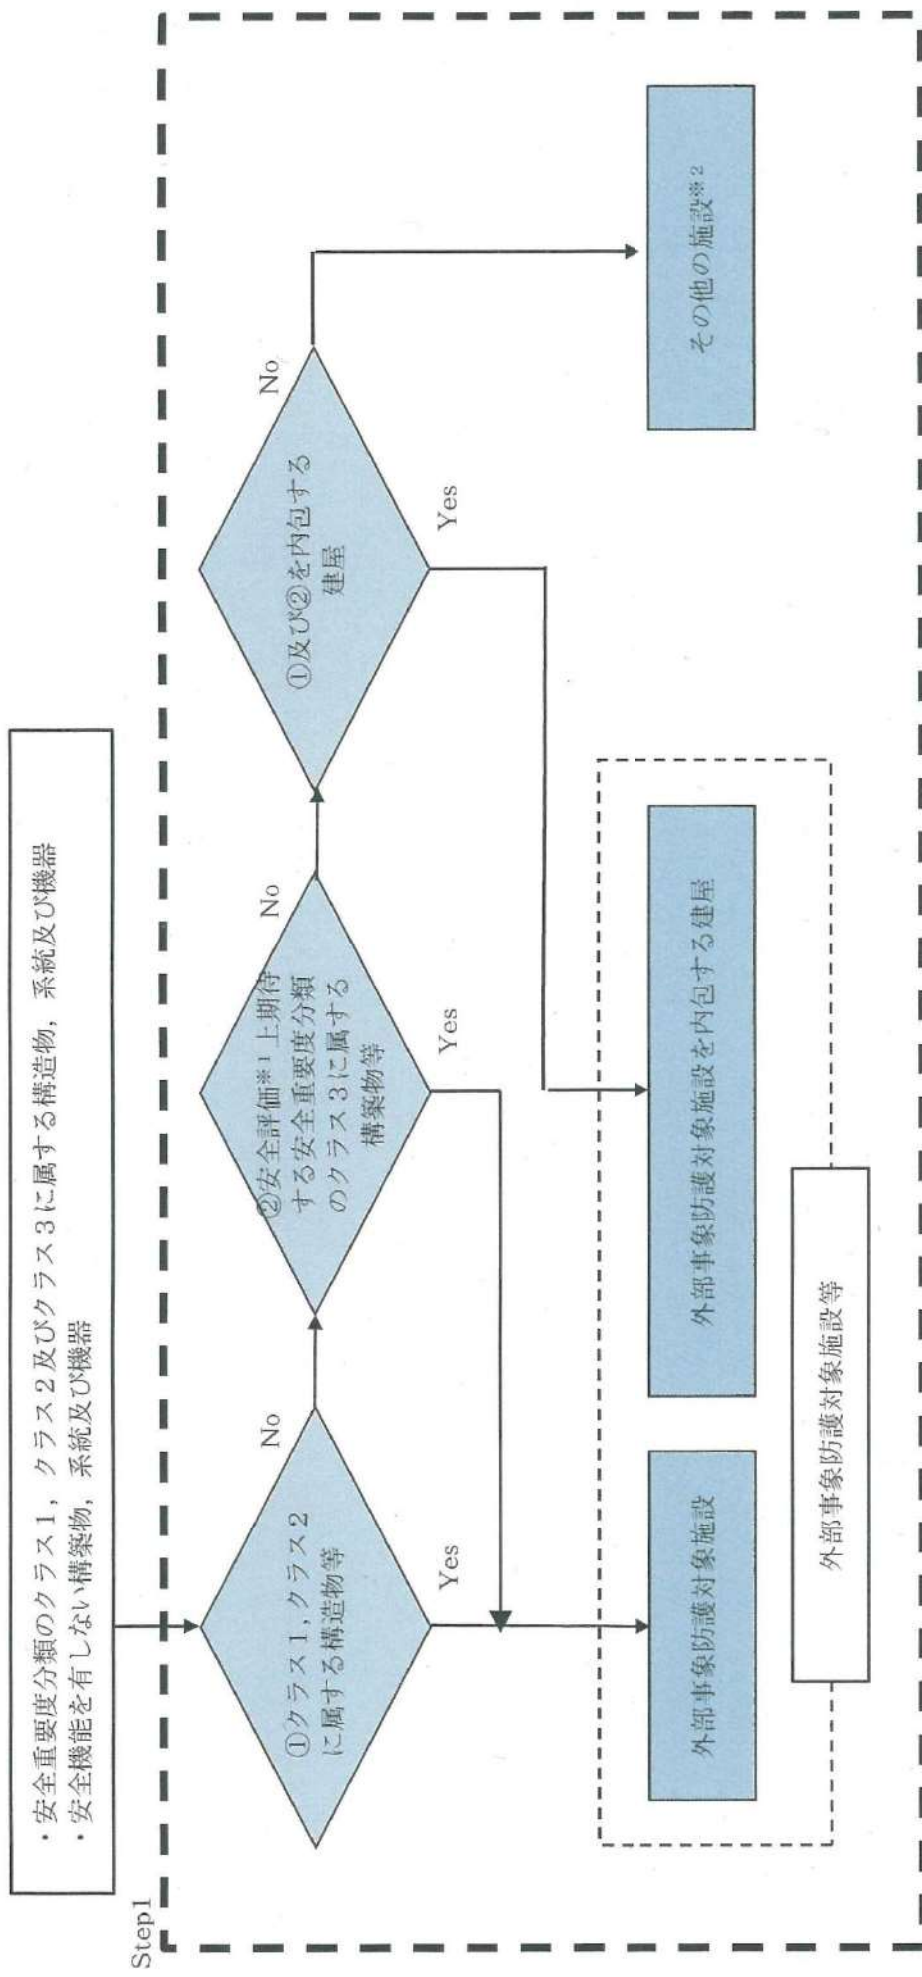 ・安全重要度分類のクラス1，クラス2及びクラス3に属する構造物，系統及び機器
・安全機能を有しない構築物，系統及び機器
Step1
①クラス1，クラス2
に属する構造物等
No
Yes
②安全評価※1上期待
する安全重要度分類
のクラス3に属する
構築物等
No
Yes
①及び②を内包する
建屋
No
Yes
外部事象防護対象施設
外部事象防護対象施設を内包する建屋
その他の施設※2
外部事象防護対象施設等